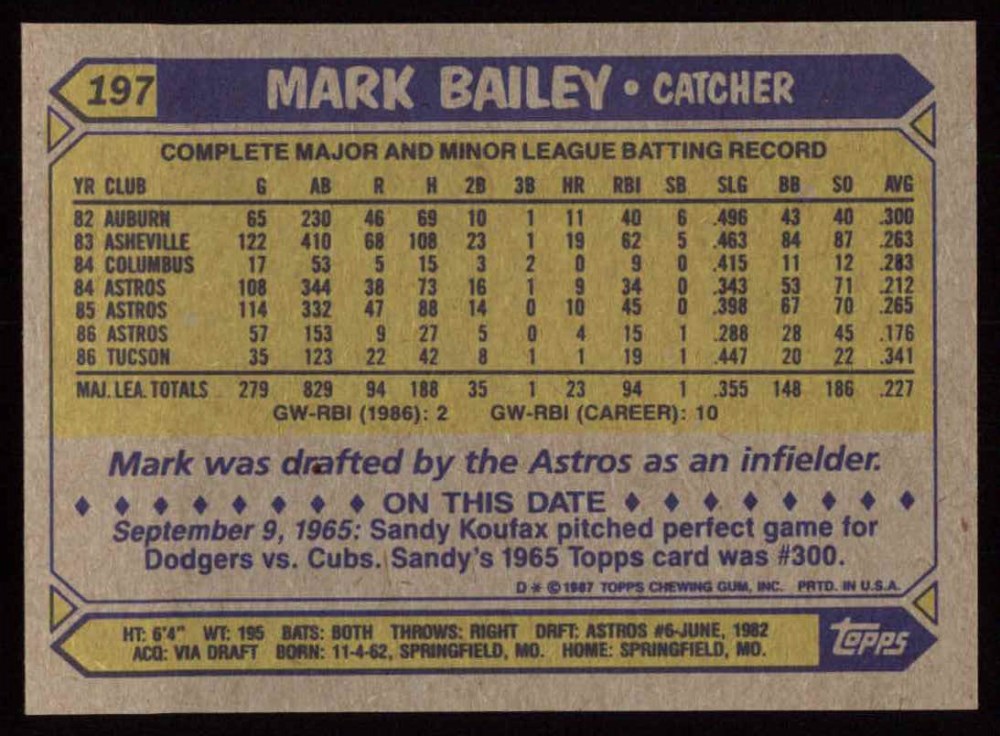 197 MARK BAILEY • CATCHER
COMPLETE MAJOR AND MINOR LEAGUE BATTING RECORD
YR CLUB G AB R H 2B 3B HR RBI SB SLG BB SO AVG
82 AUBURN 65 230 46 69 10 1 11 40 6 .496 43 40 .300
83 ASHEVILLE 122 410 68 108 23 1 19 62 5 .463 84 87 .263
84 COLUMBUS 17 53 5 15 3 2 0 9 0 .415 11 12 .283
84 ASTROS 108 344 38 73 16 1 9 34 0 .343 53 71 .212
85 ASTROS 114 332 47 88 14 0 10 45 0 .398 67 70 .265
86 ASTROS 57 153 9 27 5 0 4 15 1 .288 28 45 .176
86 TUCSON 35 123 22 42 8 1 1 19 1 .447 20 22 .341
MAJ. LEA. TOTALS 279 829 94 188 35 1 23 94 1 .355 148 186 .227
GW-RBI (1986): 2 GW-RBI (CAREER): 10
Mark was drafted by the Astros as an infielder.
♦ ♦ ♦ ♦ ♦ ♦ ♦ ♦ ON THIS DATE ♦ ♦ ♦ ♦ ♦ ♦ ♦ ♦
September 9, 1965: Sandy Koufax pitched perfect game for
Dodgers vs. Cubs. Sandy's 1965 Topps card was #300.
D * © 1987 TOPPS CHEWING GUM, INC. PRTD. IN U.S.A.
HT: 6'4" WT: 195 BATS: BOTH THROWS: RIGHT DRFT: ASTROS #6-JUNE, 1982
ACQ: VIA DRAFT BORN: 11-4-62, SPRINGFIELD, MO. HOME: SPRINGFIELD, MO.
topps